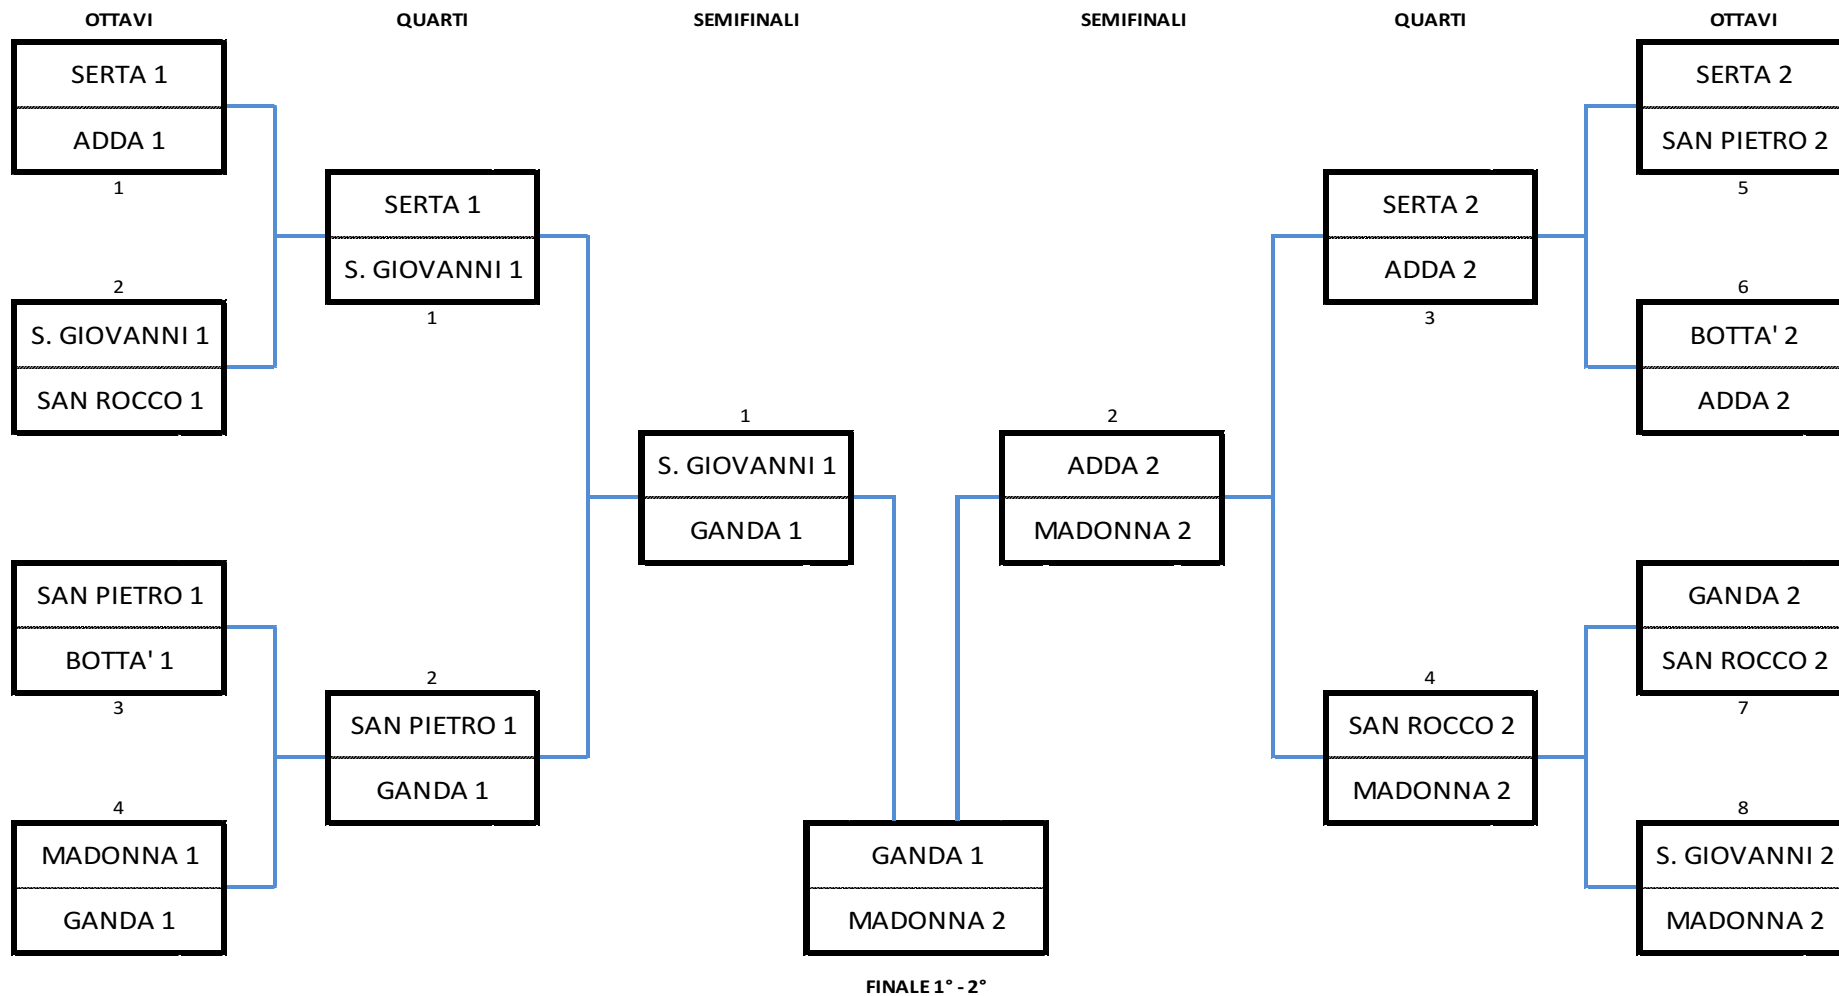 OTTAVI QUARTI SEMIFINALI SEMIFINALI QUARTI OTTAVI
SERTA 1
ADDA 1
1
2
S. GIOVANNI 1
SAN ROCCO 1
SAN PIETRO 1
BOTTA' 1
3
4
MADONNA 1
GANDA 1
SERTA 1
S. GIOVANNI 1
1
2
SAN PIETRO 1
GANDA 1
1
S. GIOVANNI 1
GANDA 1
GANDA 1
MADONNA 2
FINALE 1° - 2°
2
ADDA 2
MADONNA 2
SERTA 2
ADDA 2
3
4
SAN ROCCO 2
MADONNA 2
SERTA 2
SAN PIETRO 2
5
6
BOTTA' 2
ADDA 2
GANDA 2
SAN ROCCO 2
7
8
S. GIOVANNI 2
MADONNA 2